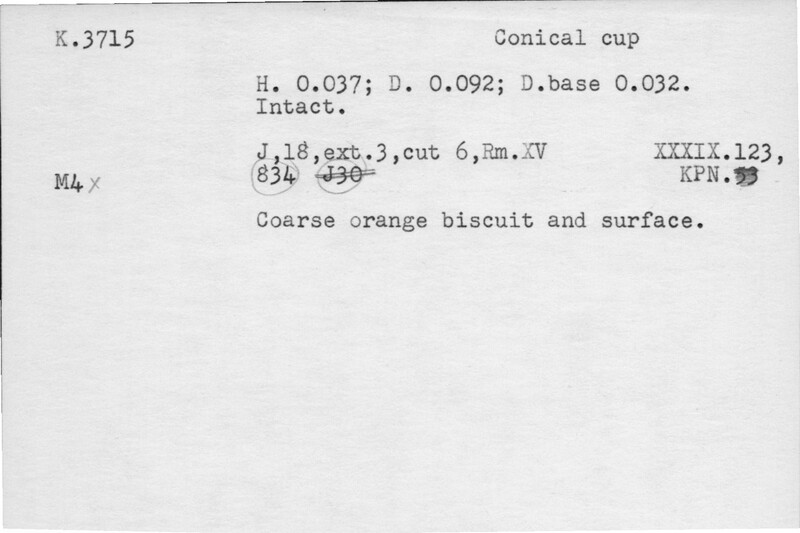 K.3715 Conical cup
H. 0.037; D. 0.092; D.base 0.032.
Intact.
J,18,ext.3,cut 6,Rm.XV XXXIX.123,
M4x 834 J30 KPN.
Coarse orange biscuit and surface.